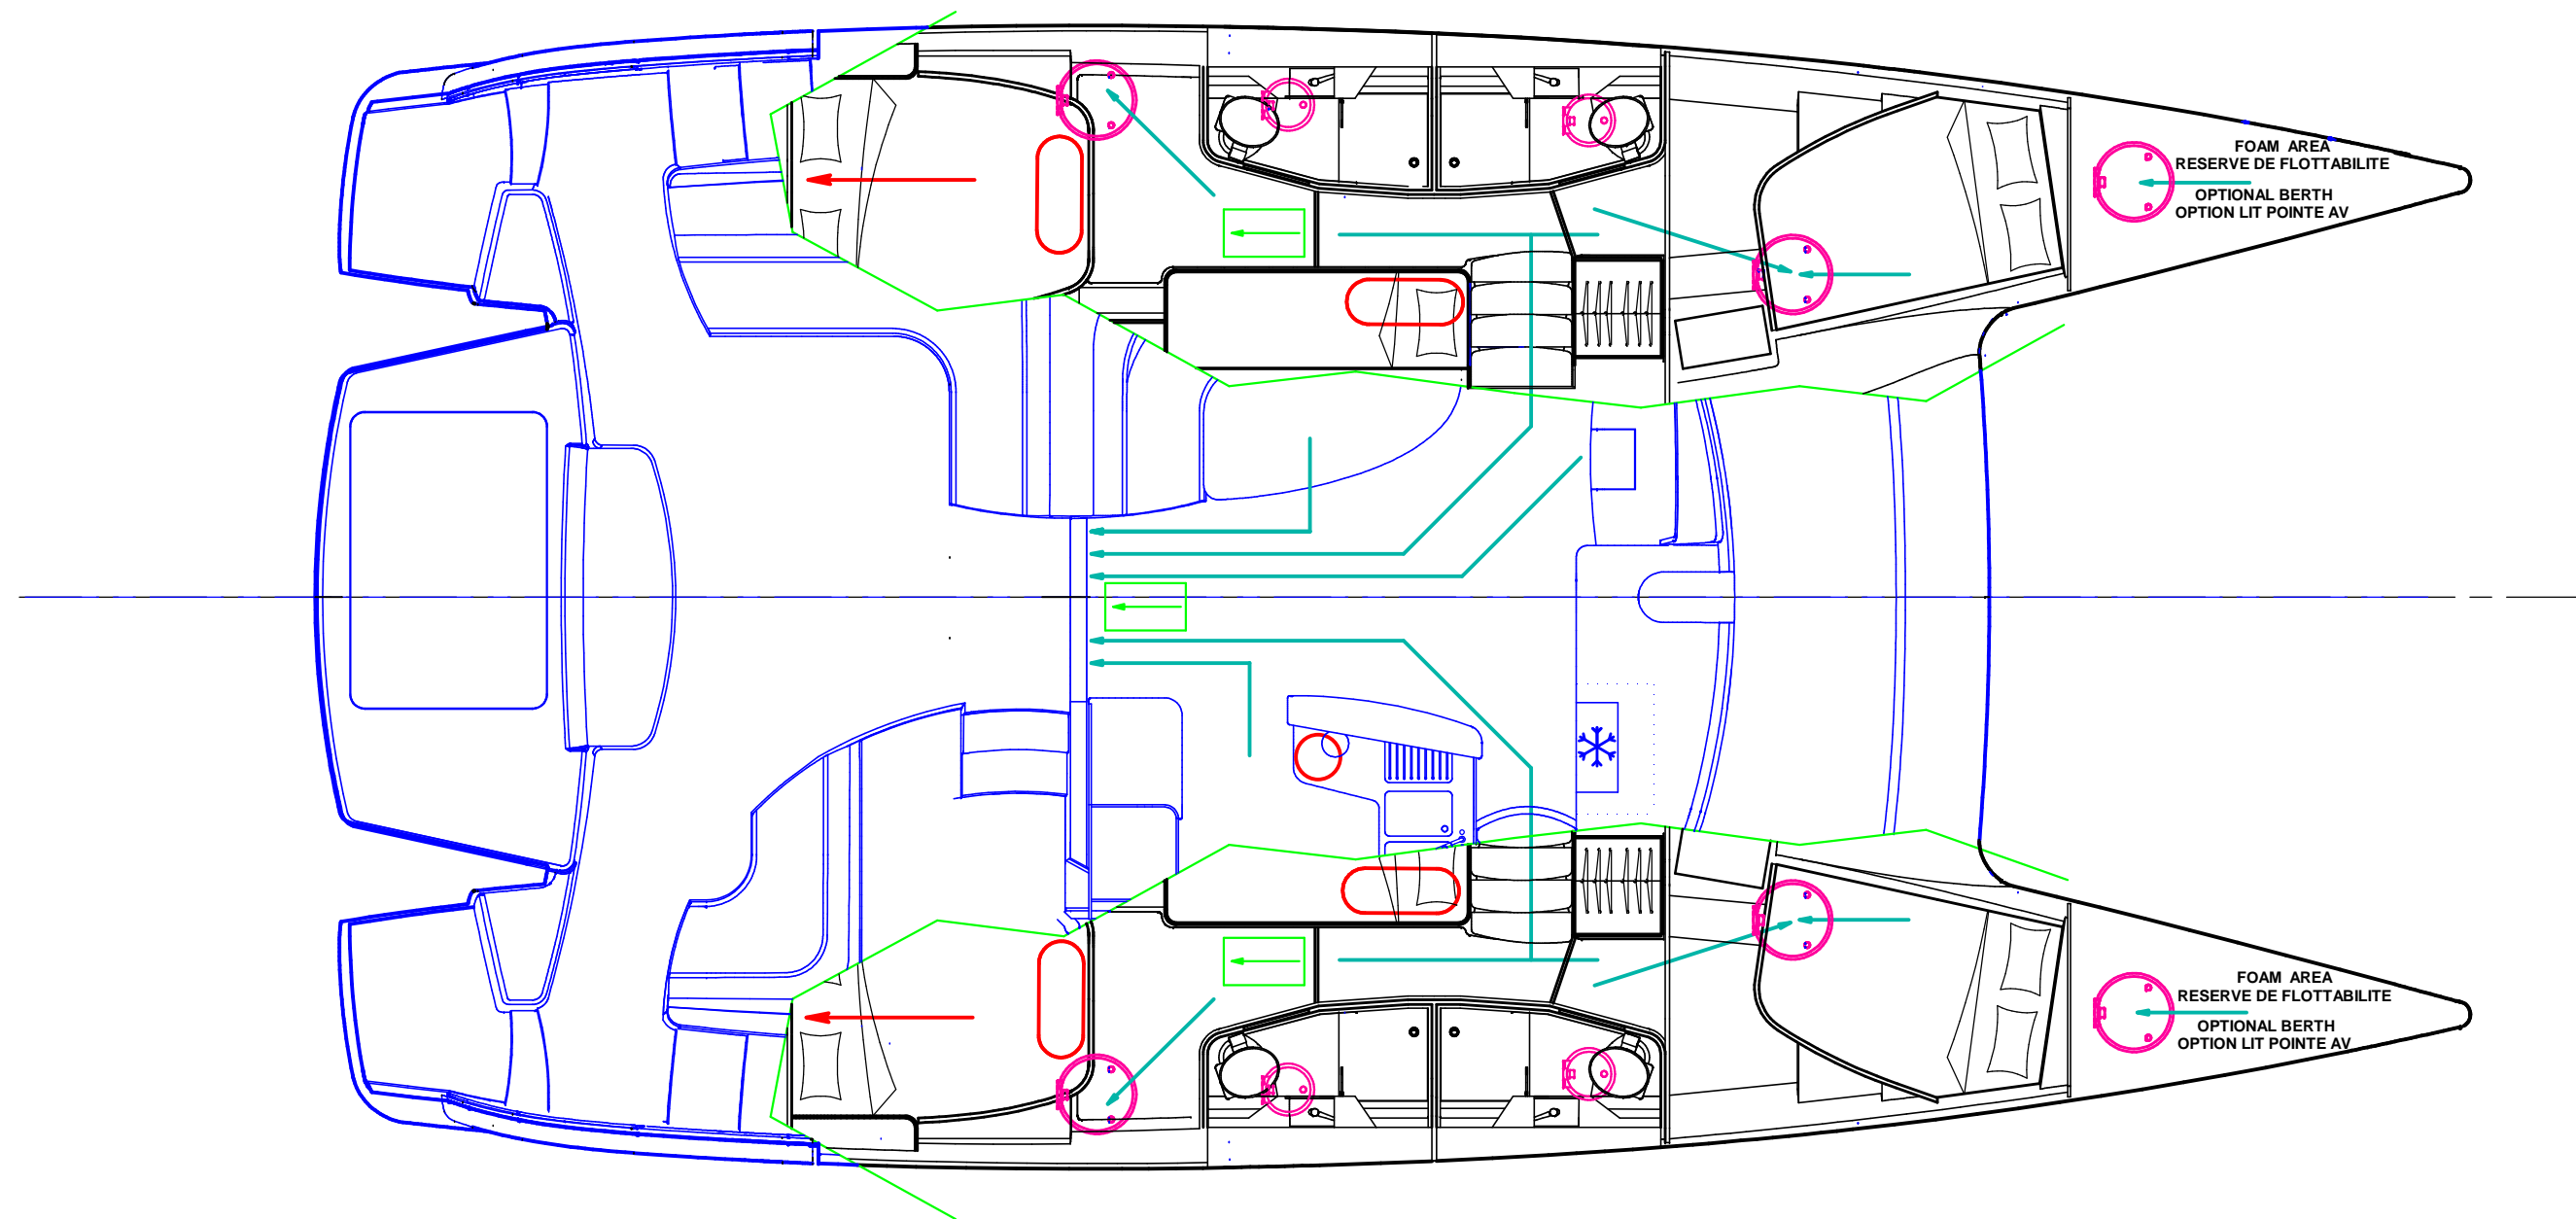 FOAM AREA
RESERVE DE FLOTTABILITE
OPTIONAL BERTH
OPTION LIT POINTE AV
FOAM AREA
RESERVE DE FLOTTABILITE
OPTIONAL BERTH
OPTION LIT POINTE AV